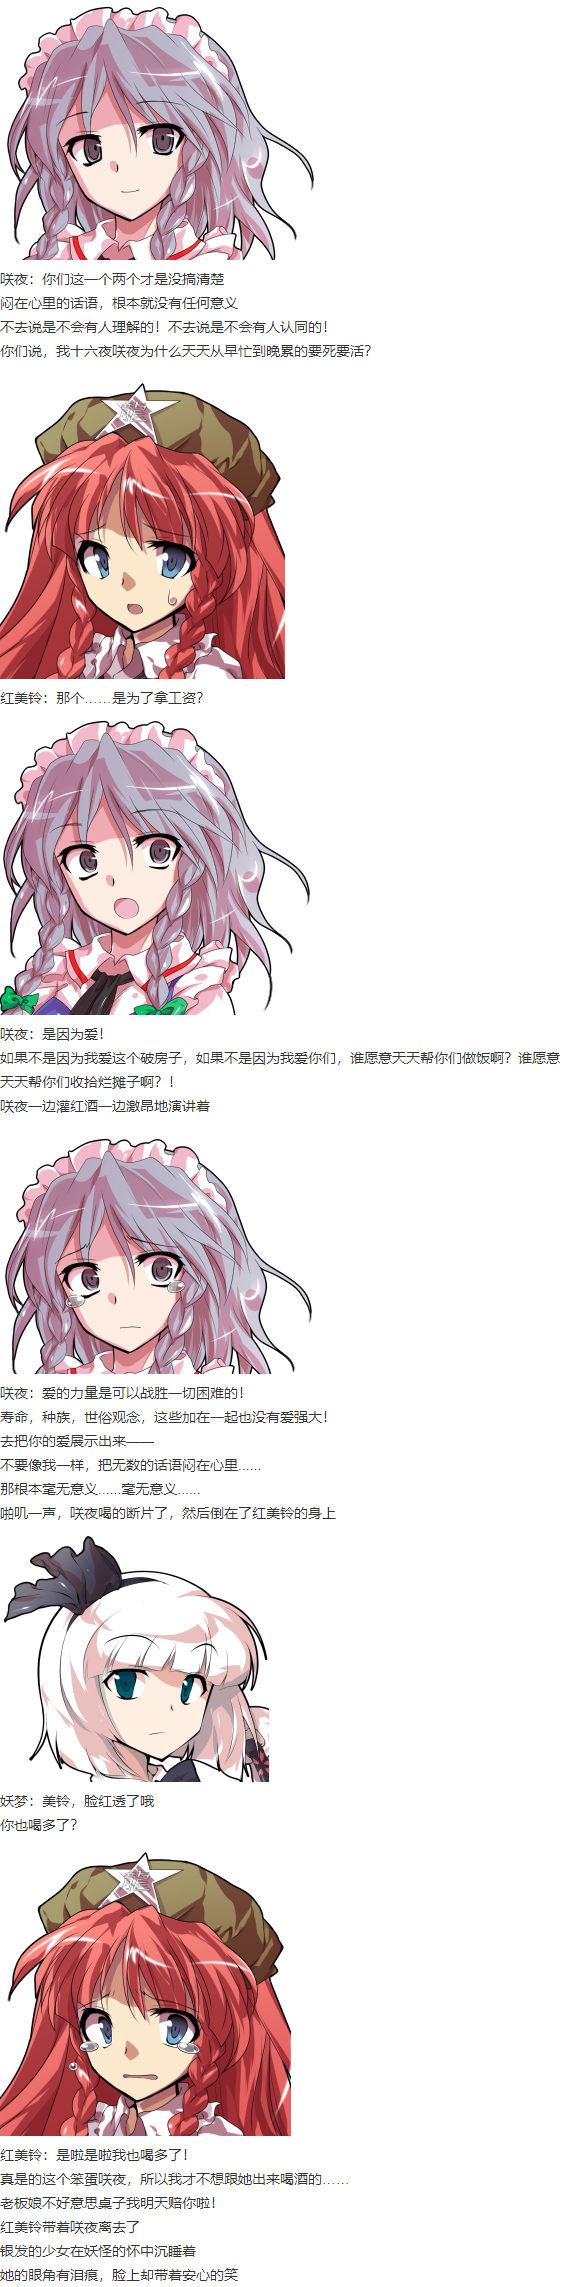 咲夜：你们这一个两个才是没搞清楚
闷在心里的话语，根本就没有任何意义
不去说是不会有人理解的！不去说是不会有人认同的！
你们说，我十六夜咲夜为什么天天从早忙到晚累的要死要活？
红美铃：那个……是为了拿工资？
咲夜：是因为爱！
如果不是因为我爱这个破房子，如果不是因为我爱你们，谁愿意天天帮你们做饭啊？谁愿意
天天帮你们收拾烂摊子啊？！
咲夜一边灌红酒一边激昂地演讲着
咲夜：爱的力量是可以战胜一切困难的！
寿命，种族，世俗观念，这些加在一起也没有爱强大！
去把你的爱展示出来——
不要像我一样，把无数的话语闷在心里......
那根本毫无意义......毫无意义......
啪叽一声，咲夜喝的断片了，然后倒在了红美铃的身上
妖梦：美铃，脸红透了哦
你也喝多了？
红美铃：是啦是啦我也喝多了！
真是的这个笨蛋咲夜，所以我才不想跟她出来喝酒的……
老板娘不好意思桌子我明天赔你啦！
红美铃带着咲夜离去了
银发的少女在妖怪的怀中沉睡着
她的眼角有泪痕，脸上却带着安心的笑